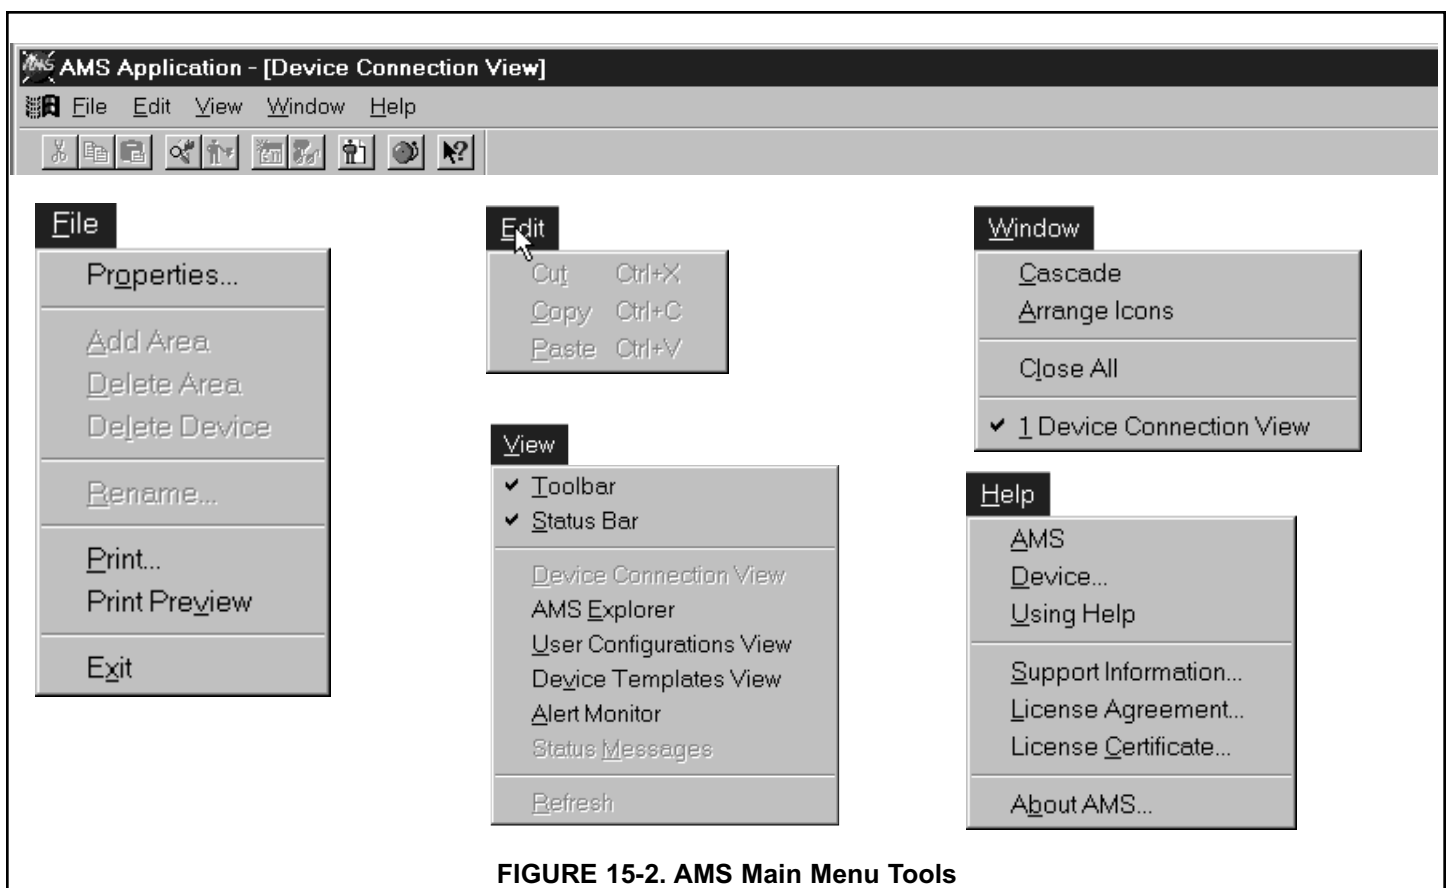 AMS Application - [Device Connection View]
File Edit View Window Help
File
Properties...
Add Area
Delete Area
Delete Device
Rename...
Print...
Print Preview
Exit
Edit
Cut Ctrl+X
Copy Ctrl+C
Paste Ctrl+V
View
Toolbar
Status Bar
Device Connection View
AMS Explorer
User Configurations View
Device Templates View
Alert Monitor
Status Messages
Refresh
Window
Cascade
Arrange Icons
Close All
1 Device Connection View
Help
AMS
Device...
Using Help
Support Information...
License Agreement...
License Certificate...
About AMS...
FIGURE 15-2. AMS Main Menu Tools